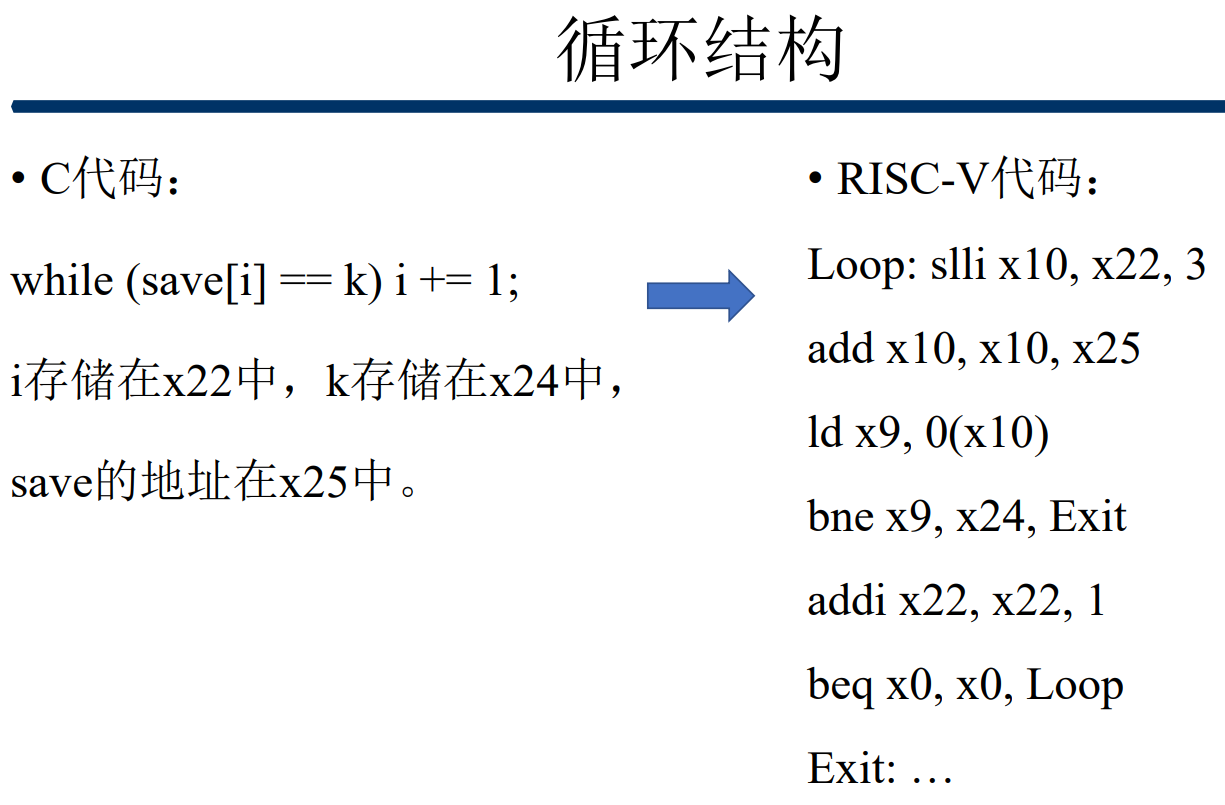 循环结构
• C代码：
while (save[i] == k) i += 1;
i存储在x22中，k存储在x24中，
save的地址在x25中。
• RISC-V代码：
Loop: slli x10, x22, 3
add x10, x10, x25
ld x9, 0(x10)
bne x9, x24, Exit
addi x22, x22, 1
beq x0, x0, Loop
Exit: …